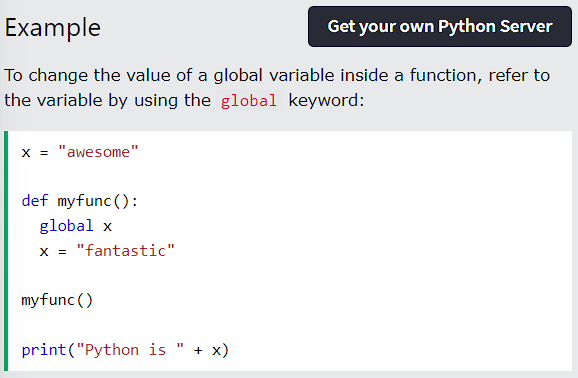 Example
Get your own Python Server
To change the value of a global variable inside a function, refer to
the variable by using the global keyword:
x = "awesome"
def myfunc():
  global x
  x = "fantastic"
myfunc()
print("Python is " + x)